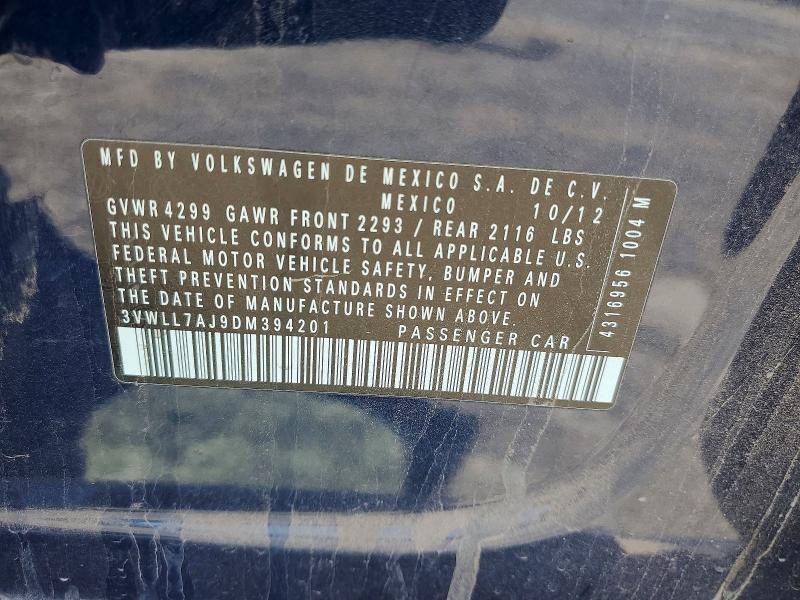 MFD BY VOLKSWAGEN DE MEXICO S.A. DE C.V.
MEXICO 10/12
GVWR 4299 GAWR FRONT 2293 / REAR 2116 LBS
THIS VEHICLE CONFORMS TO ALL APPLICABLE U.S.
FEDERAL MOTOR VEHICLE SAFETY, BUMPER AND
THEFT PREVENTION STANDARDS IN EFFECT ON
THE DATE OF MANUFACTURE SHOWN ABOVE.
3VWLL7AJ9DM394201 PASSENGER CAR
4316956 1004 M